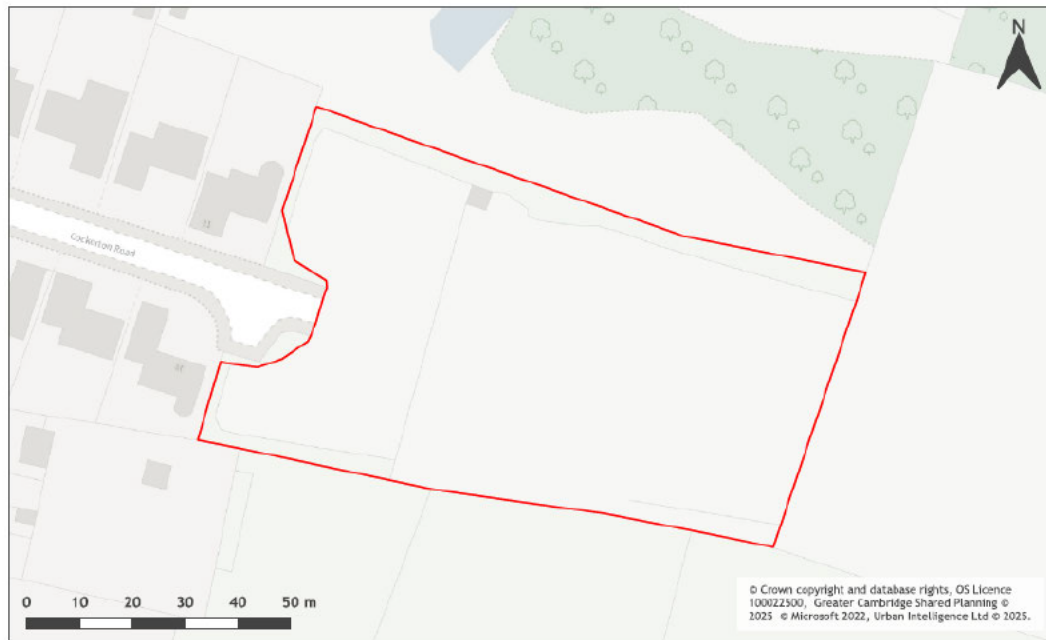 N
Cockerton Road
0 10 20 30 40 50 m
© Crown copyright and database rights, OS Licence
100022500, Greater Cambridge Shared Planning ©
2025 © Microsoft 2022, Urban Intelligence Ltd © 2025.